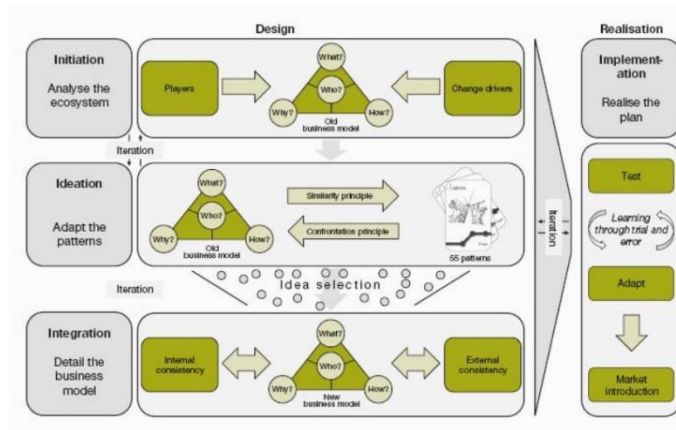 Design
Realisation
Initiation
Analyse the
ecosystem
Players
What?
Who?
Why?
How?
Old
business model
Change drivers
Implement-
ation
Realise the
plan
Iteration
Ideation
Adapt the
patterns
What?
Who?
Why?
How?
Old
business model
Similarity principle
Confrontation principle
55 patterns
Iteration
Test
Learning
through trial and
error
Adapt
Market
introduction
Idea selection
Iteration
Integration
Detail the
business
model
Internal
consistency
What?
Who?
Why?
How?
New
business model
External
consistency